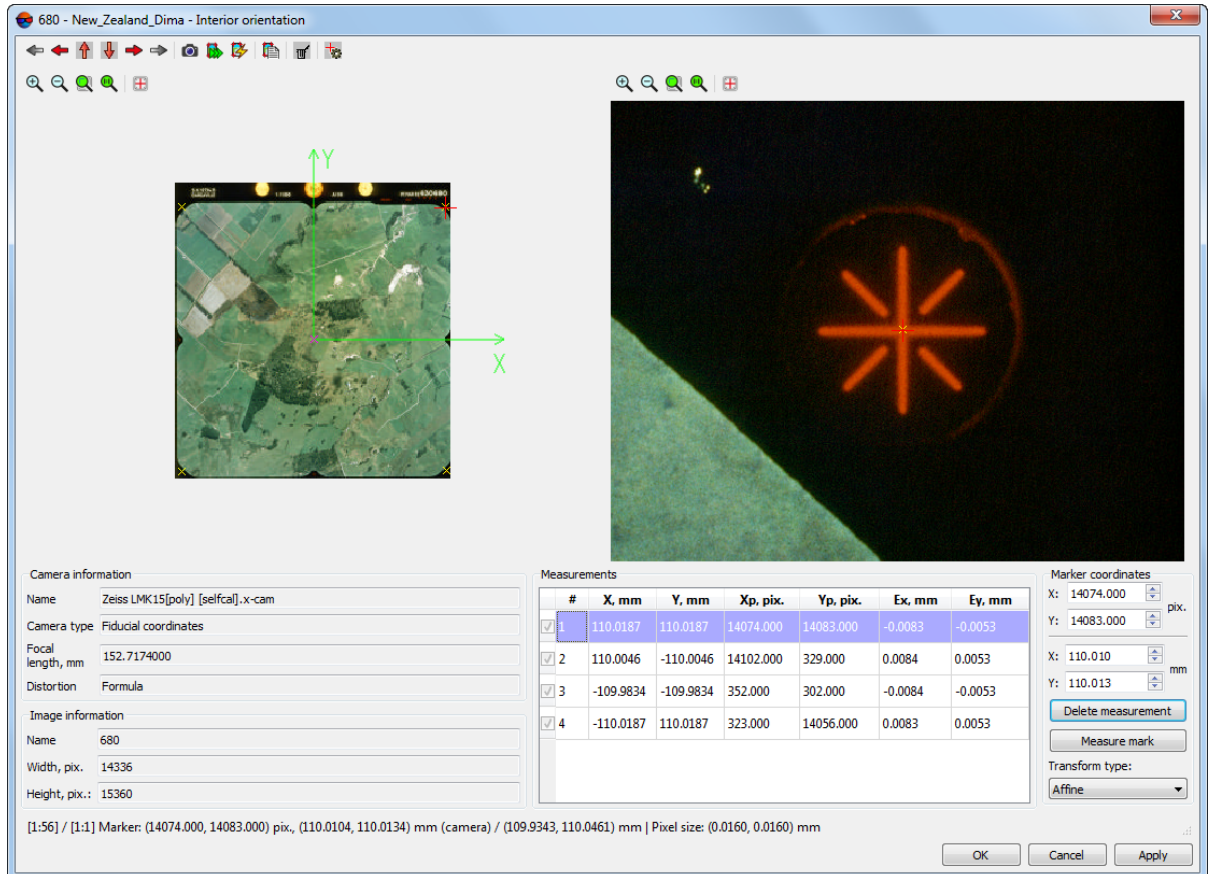 680 - New_Zealand_Dima - Interior orientation
Y
X
630680
Camera information
Name Zeiss LMK15[poly] [selfcal].x-cam
Camera type Fiducial coordinates
Focal length, mm 152.7174000
Distortion Formula
Image information
Name 680
Width, pix. 14336
Height, pix.: 15360
Measurements
# X, mm Y, mm Xp, pix. Yp, pix. Ex, mm Ey, mm
1 110.0187 110.0187 14074.000 14083.000 -0.0083 -0.0053
2 110.0046 -110.0046 14102.000 329.000 0.0084 0.0053
3 -109.9834 -109.9834 352.000 302.000 -0.0084 -0.0053
4 -110.0187 110.0187 323.000 14056.000 0.0083 0.0053
Marker coordinates
X: 14074.000
pix.
Y: 14083.000
X: 110.010
mm
Y: 110.013
Delete measurement
Measure mark
Transform type:
Affine
[1:56] / [1:1] Marker: (14074.000, 14083.000) pix., (110.0104, 110.0134) mm (camera) / (109.9343, 110.0461) mm | Pixel size: (0.0160, 0.0160) mm
OK Cancel Apply